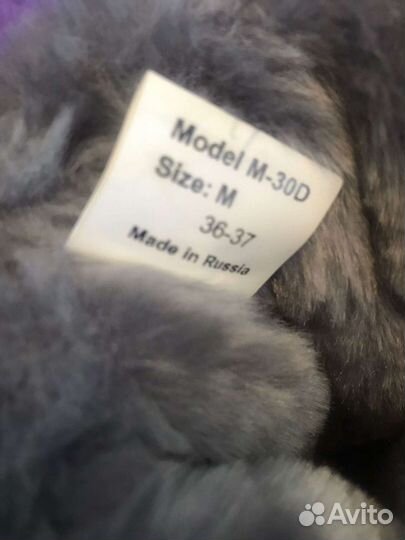 Model M-30D
Size: M
36-37
Made in Russia
Avito